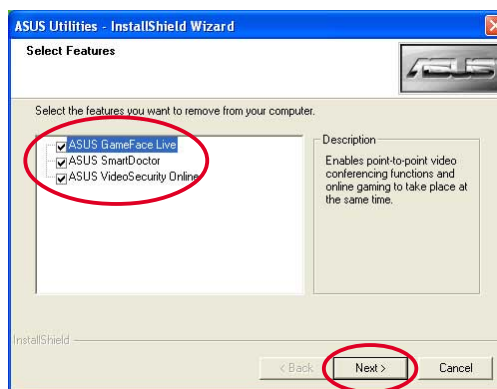 ASUS Utilities - InstallShield Wizard
Select Features
ASUS
Select the features you want to remove from your computer.
ASUS GameFace Live
ASUS SmartDoctor
ASUS VideoSecurity Online
Description
Enables point-to-point video
conferencing functions and
online gaming to take place at
the same time.
InstallShield
< Back
Next >
Cancel